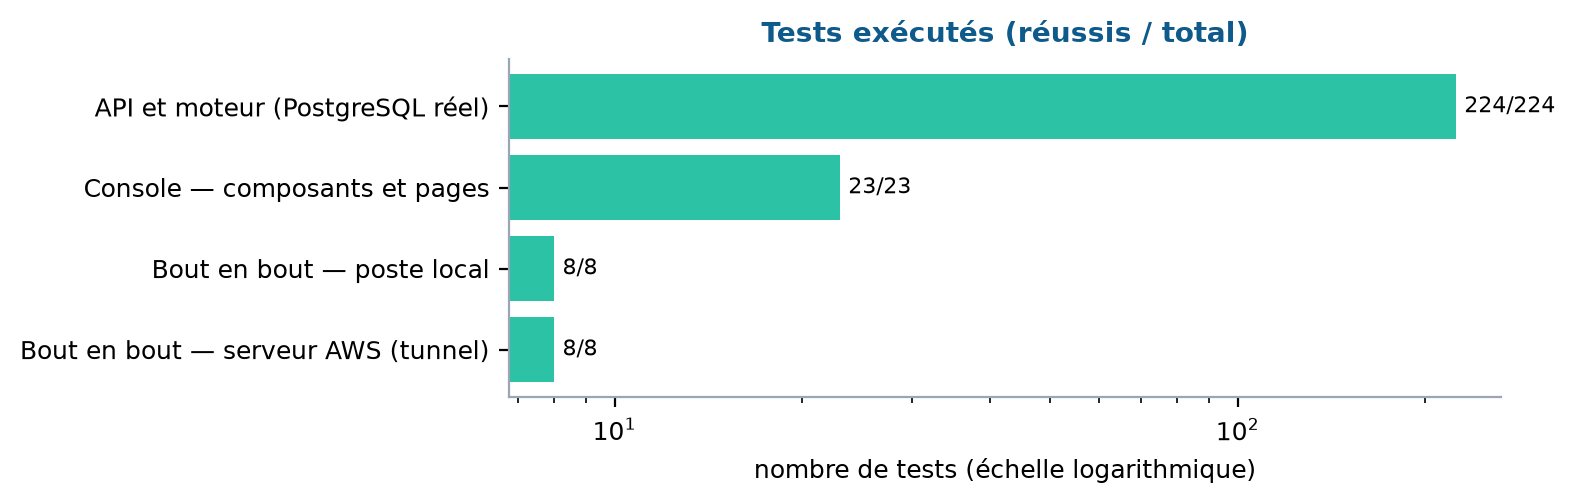 Tests exécutés (réussis / total)
API et moteur (PostgreSQL réel)
224/224
Console — composants et pages
23/23
Bout en bout — poste local
8/8
Bout en bout — serveur AWS (tunnel)
8/8
10¹
10²
nombre de tests (échelle logarithmique)